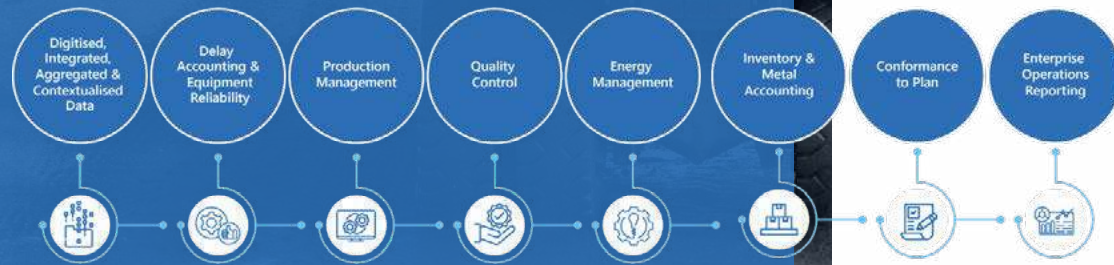 Digitised,
Integrated,
Aggregated &
Contextualised
Data
Delay
Accounting &
Equipment
Reliability
Production
Management
Quality
Control
Energy
Management
Inventory &
Metal
Accounting
Conformance
to Plan
Enterprise
Operations
Reporting